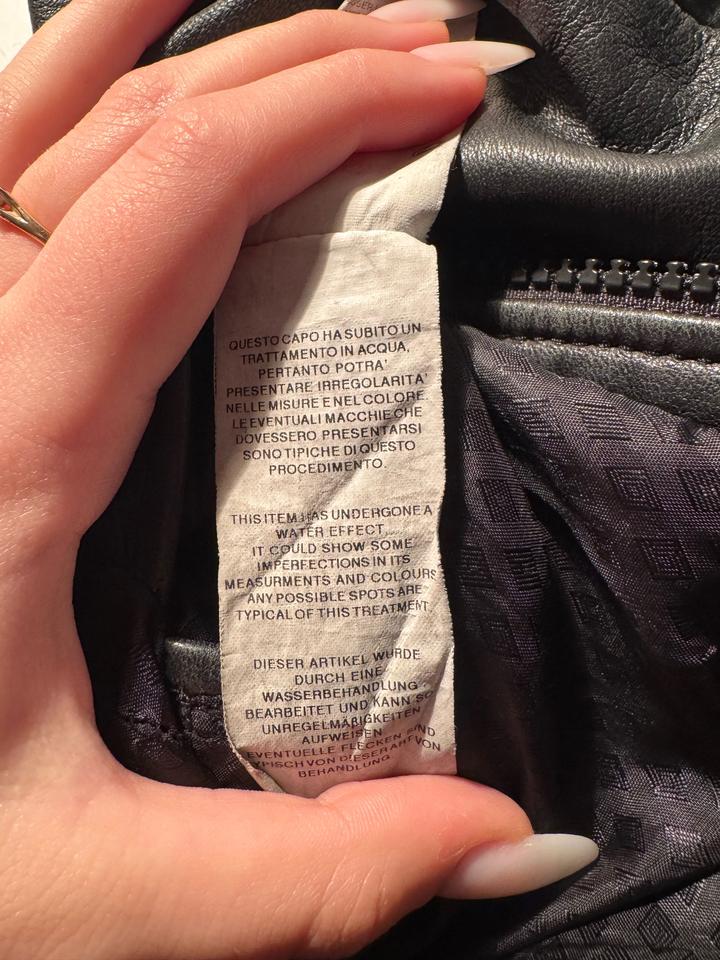 QUESTO CAPO HA SUBITO UN
TRATTAMENTO IN ACQUA,
PERTANTO POTRA'
PRESENTARE IRREGOLARITA'
NELLE MISURE E NEL COLORE
LE EVENTUALI MACCHIE CHE
DOVESSERO PRESENTARSI
SONO TIPICHE DI QUESTO
PROCEDIMENTO.
THIS ITEM HAS UNDERGONE A
WATER EFFECT
IT COULD SHOW SOME
IMPERFECTIONS IN ITS
MEASURMENTS AND COLOURS
ANY POSSIBLE SPOTS ARE
TYPICAL OF THIS TREATMENT.
DIESER ARTIKEL WURDE
DURCH EINE
WASSERBEHANDLUNG
BEARBEITET UND KANN SO
UNREGELMÄßIGKEITEN
AUFWEISEN
EVENTUELLE FLECKEN SIND
TYPISCH VON DIESER ART VON
BEHANDLUNG